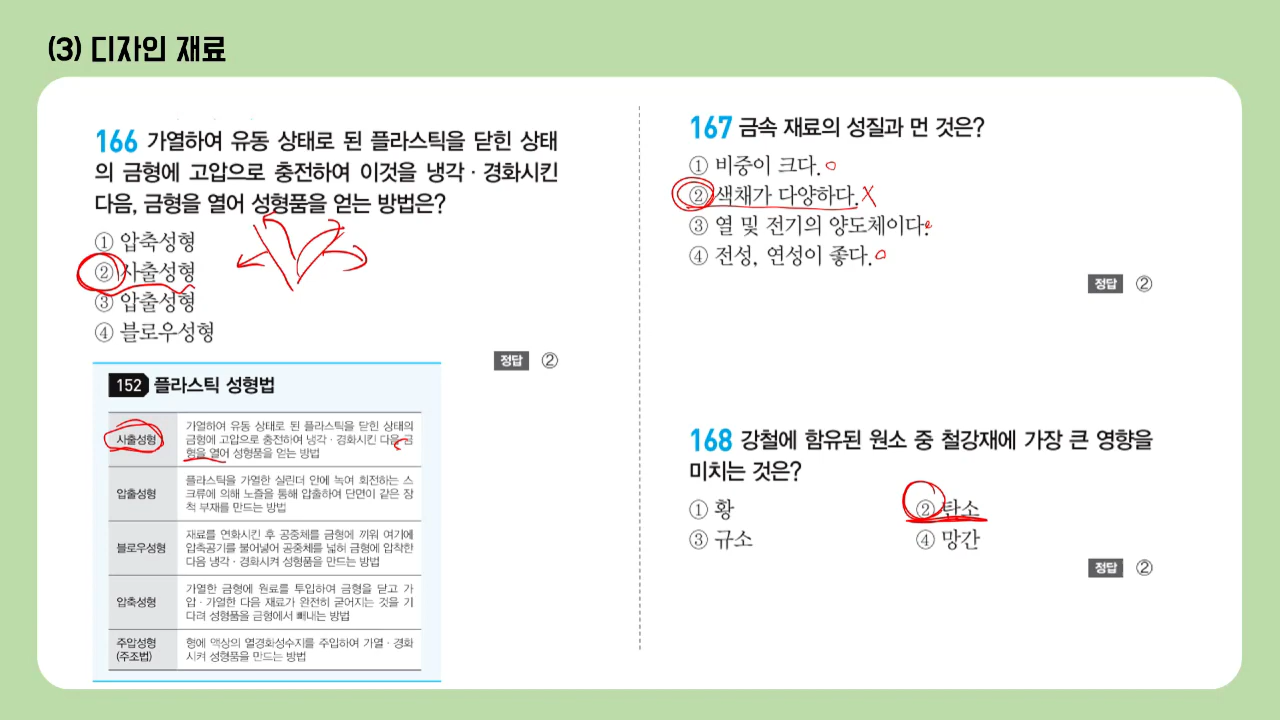 (3) 디자인 재료
166 가열하여 유동 상태로 된 플라스틱을 닫힌 상태
의 금형에 고압으로 충전하여 이것을 냉각·경화시킨
다음, 금형을 열어 성형품을 얻는 방법은?
① 압축성형
② 사출성형
③ 압출성형
④ 블로우성형
정답 ②
152 플라스틱 성형법
사출성형
가열하여 유동 상태로 된 플라스틱을 닫힌 상태의
금형에 고압으로 충전하여 냉각·경화시킨 다음 금
형을 열어 성형품을 얻는 방법
압출성형
플라스틱을 가열한 실린더 안에 녹여 회전하는 스
크류에 의해 노즐을 통해 압출하여 단면이 같은 장
척 부재를 만드는 방법
블로우성형
재료를 연화시킨 후 공중체를 금형에 끼워 여기에
압축공기를 불어넣어 공중체를 넓혀 금형에 압착한
다음 냉각·경화시켜 성형품을 만드는 방법
압축성형
가열한 금형에 원료를 투입하여 금형을 닫고 가
압·가열한 다음 재료가 완전히 굳어지는 것을 기
다려 성형품을 금형에서 빼내는 방법
주압성형
(주조법)
형에 액상의 열경화성수지를 주입하여 가열·경화
시켜 성형품을 만드는 방법
167 금속 재료의 성질과 먼 것은?
① 비중이 크다.
② 색채가 다양하다. X
③ 열 및 전기의 양도체이다.
④ 전성, 연성이 좋다.
정답 ②
168 강철에 함유된 원소 중 철강재에 가장 큰 영향을
미치는 것은?
① 황 ② 탄소
③ 규소 ④ 망간
정답 ②